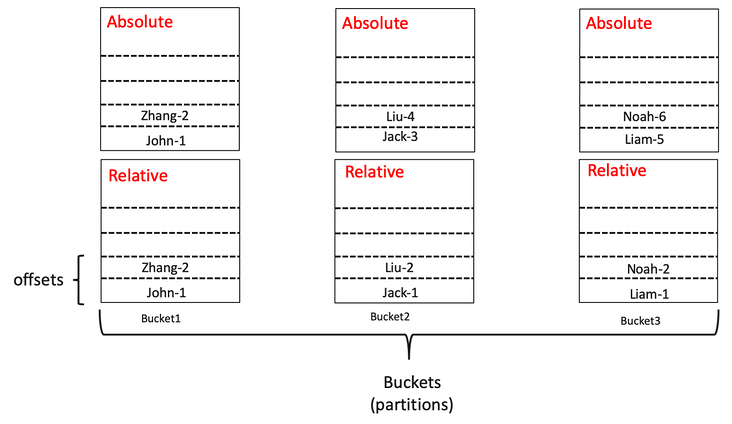 Absolute
Absolute
Absolute
Zhang-2
Liu-4
Noah-6
John-1
Jack-3
Liam-5
Relative
Relative
Relative
offsets
Zhang-2
Liu-2
Noah-2
John-1
Jack-1
Liam-1
Bucket1
Bucket2
Bucket3
Buckets
(partitions)